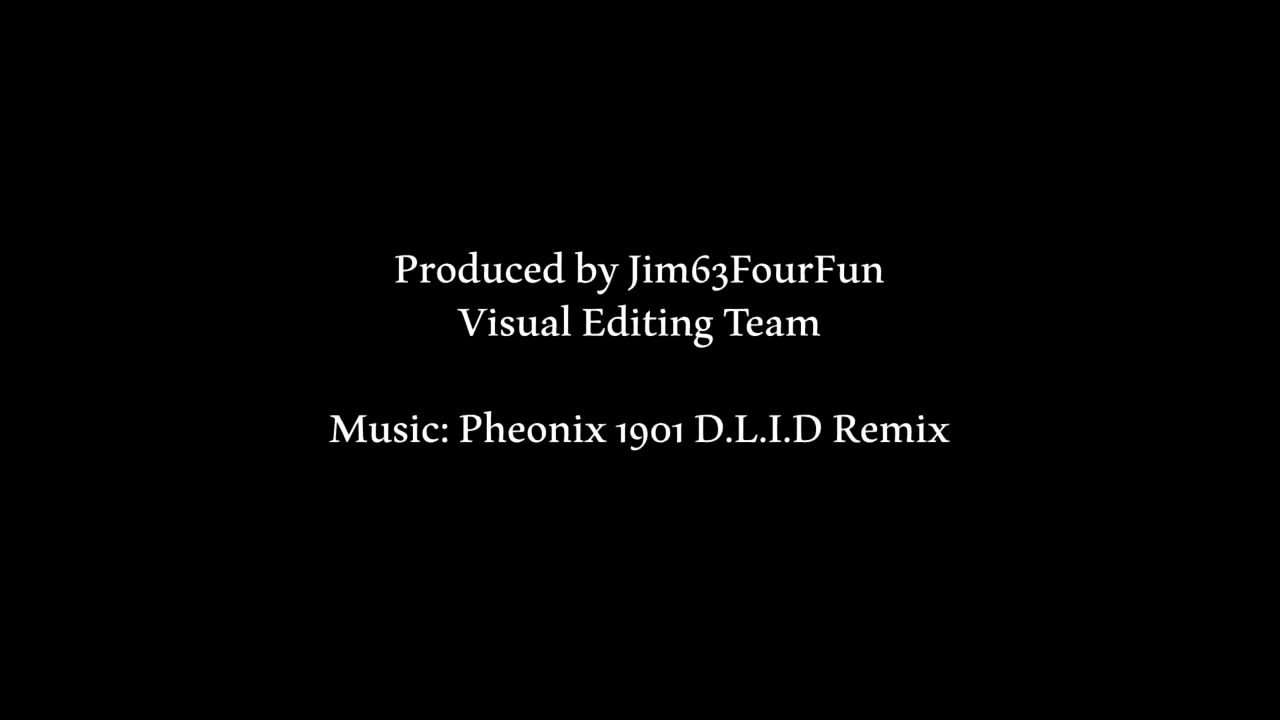 Produced by Jim63FourFun
Visual Editing Team
Music: Pheonix 1901 D.L.I.D Remix